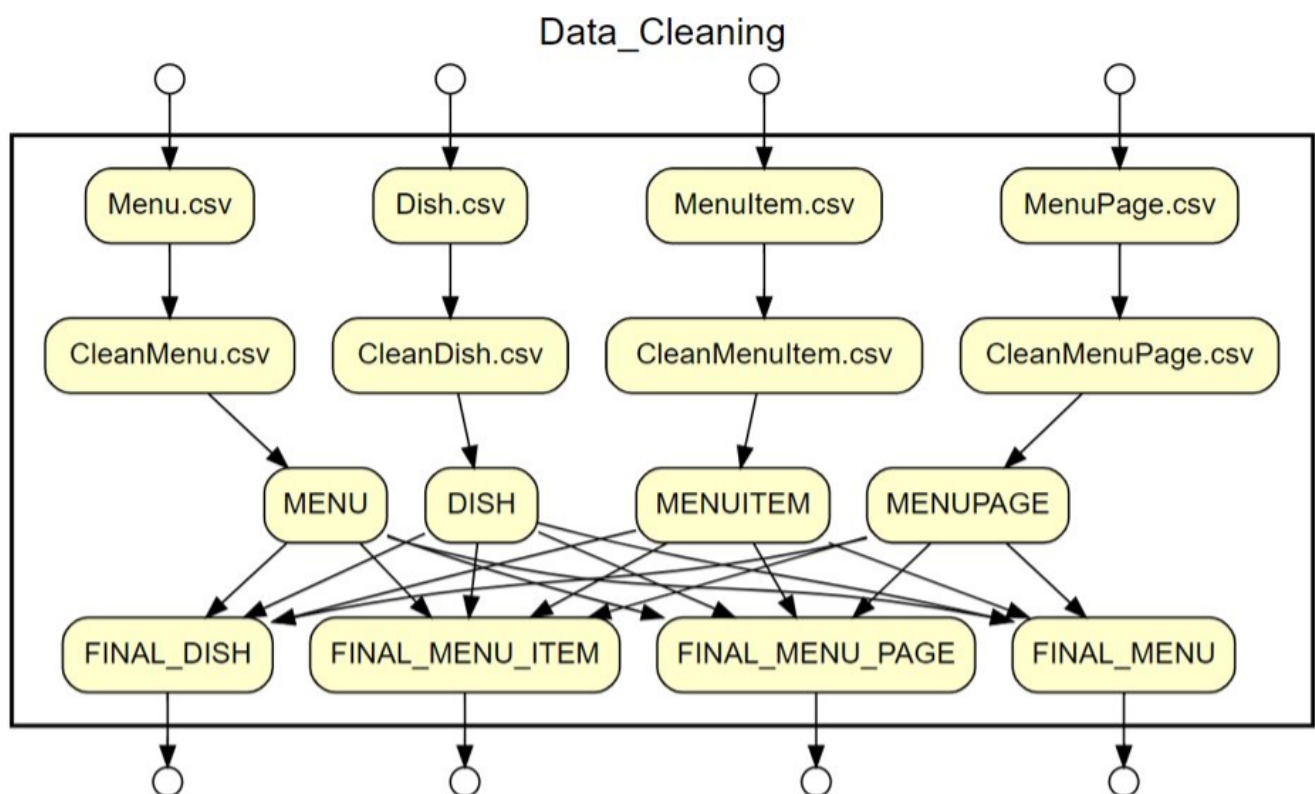 Data_Cleaning
Menu.csv
Dish.csv
MenuItem.csv
MenuPage.csv
CleanMenu.csv
CleanDish.csv
CleanMenuItem.csv
CleanMenuPage.csv
MENU
DISH
MENUITEM
MENUPAGE
FINAL_DISH
FINAL_MENU_ITEM
FINAL_MENU_PAGE
FINAL_MENU